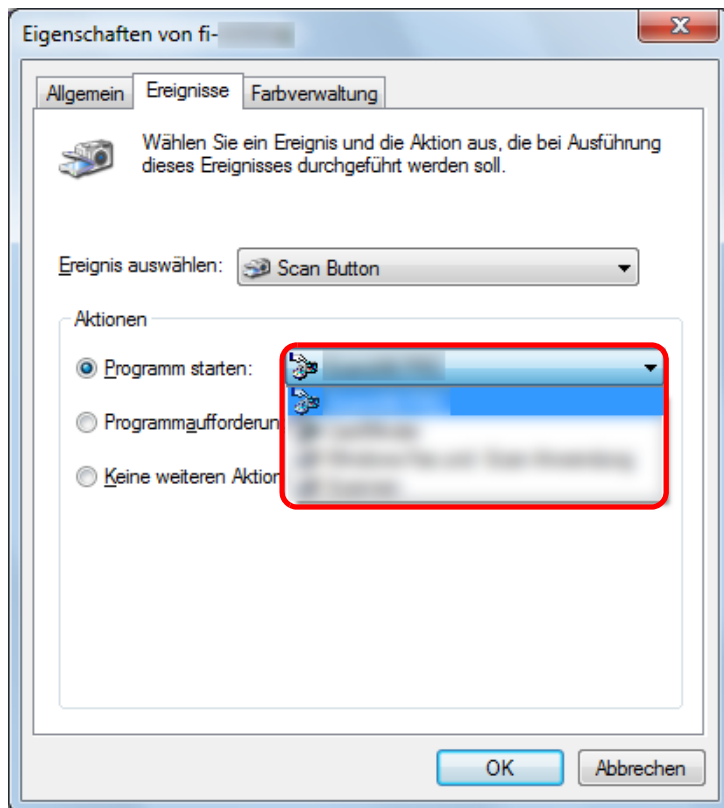 Eigenschaften von fi-
Allgemein
Ereignisse
Farbverwaltung
Wählen Sie ein Ereignis und die Aktion aus, die bei Ausführung
dieses Ereignisses durchgeführt werden soll.
Ereignis auswählen:
Scan Button
Aktionen
Programm starten:
Programmaufforderun
Keine weiteren Aktion
OK
Abbrechen